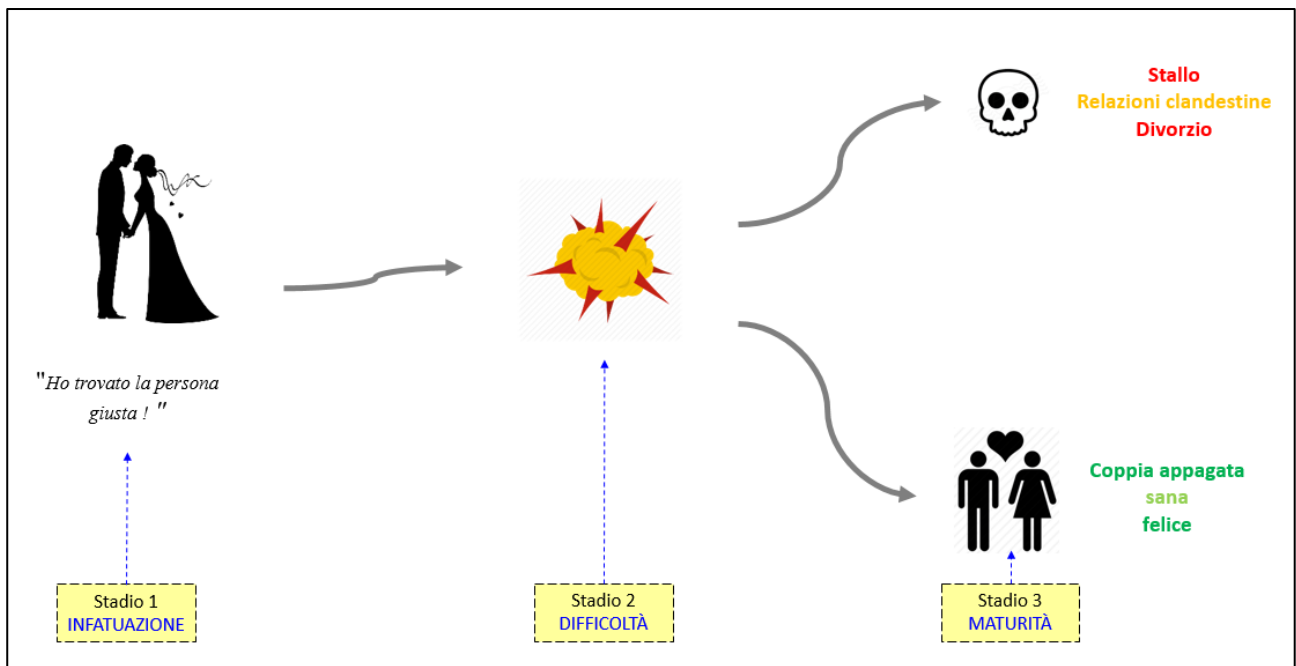 Stallo
Relazioni clandestine
Divorzio
"Ho trovato la persona
giusta ! "
Coppia appagata
sana
felice
Stadio 1
INFATUAZIONE
Stadio 2
DIFFICOLTÀ
Stadio 3
MATURITÀ